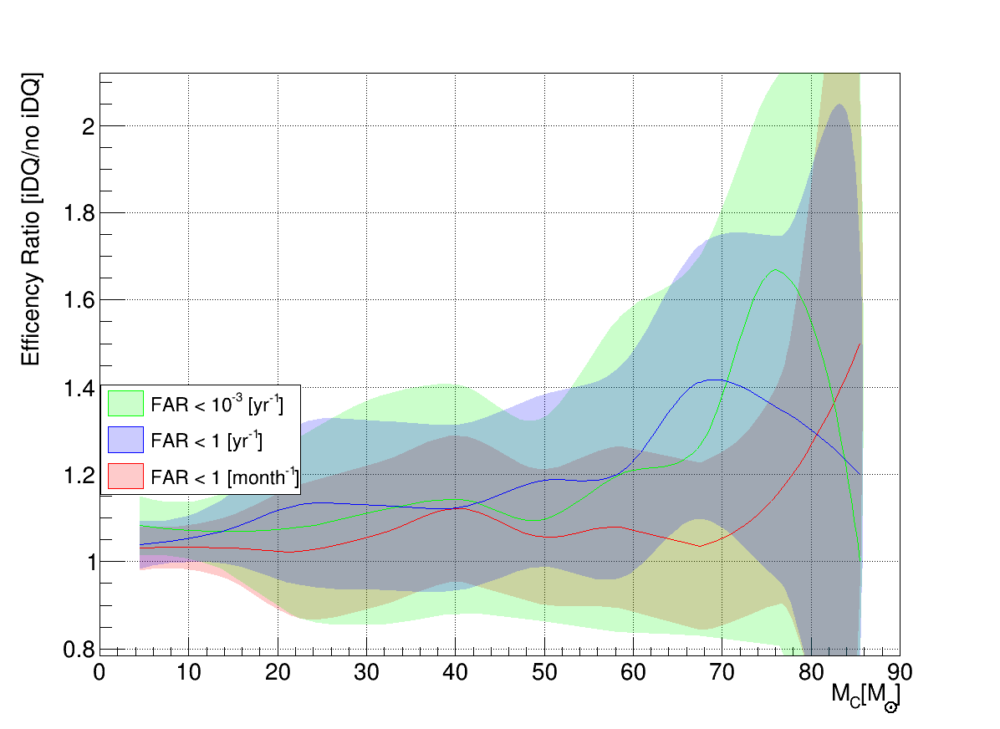 Efficency Ratio [iDQ/no iDQ]
2
1.8
1.6
1.4
1.2
1
0.8
FAR < 10⁻³ [yr⁻¹]
FAR < 1 [yr⁻¹]
FAR < 1 [month⁻¹]
0 10 20 30 40 50 60 70 80 90
M_C[M_⊙]